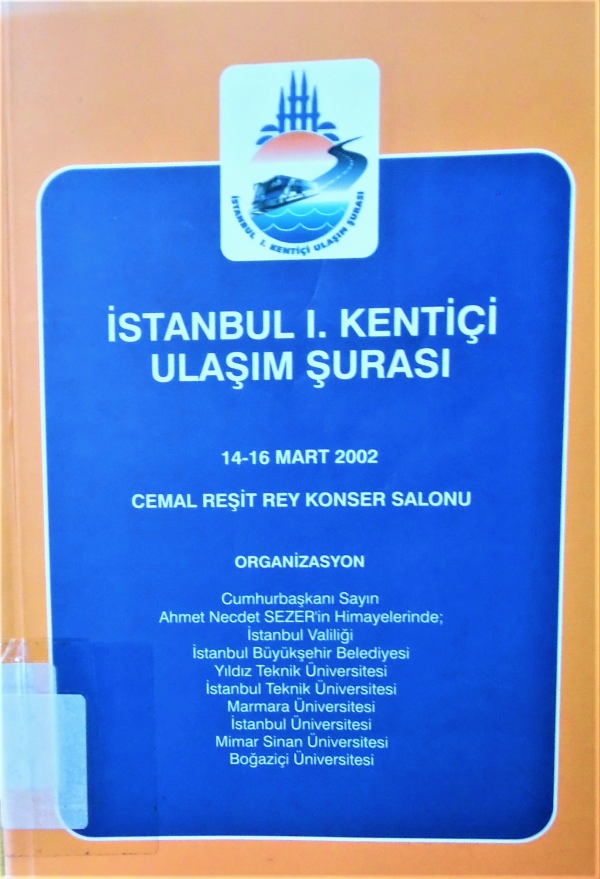 İSTANBUL I. KENTİÇİ ULAŞIM ŞURASI
İSTANBUL I. KENTİÇİ
ULAŞIM ŞURASI
14-16 MART 2002
CEMAL REŞİT REY KONSER SALONU
ORGANİZASYON
Cumhurbaşkanı Sayın
Ahmet Necdet SEZER'in Himayelerinde;
İstanbul Valiliği
İstanbul Büyükşehir Belediyesi
Yıldız Teknik Üniversitesi
İstanbul Teknik Üniversitesi
Marmara Üniversitesi
İstanbul Üniversitesi
Mimar Sinan Üniversitesi
Boğaziçi Üniversitesi